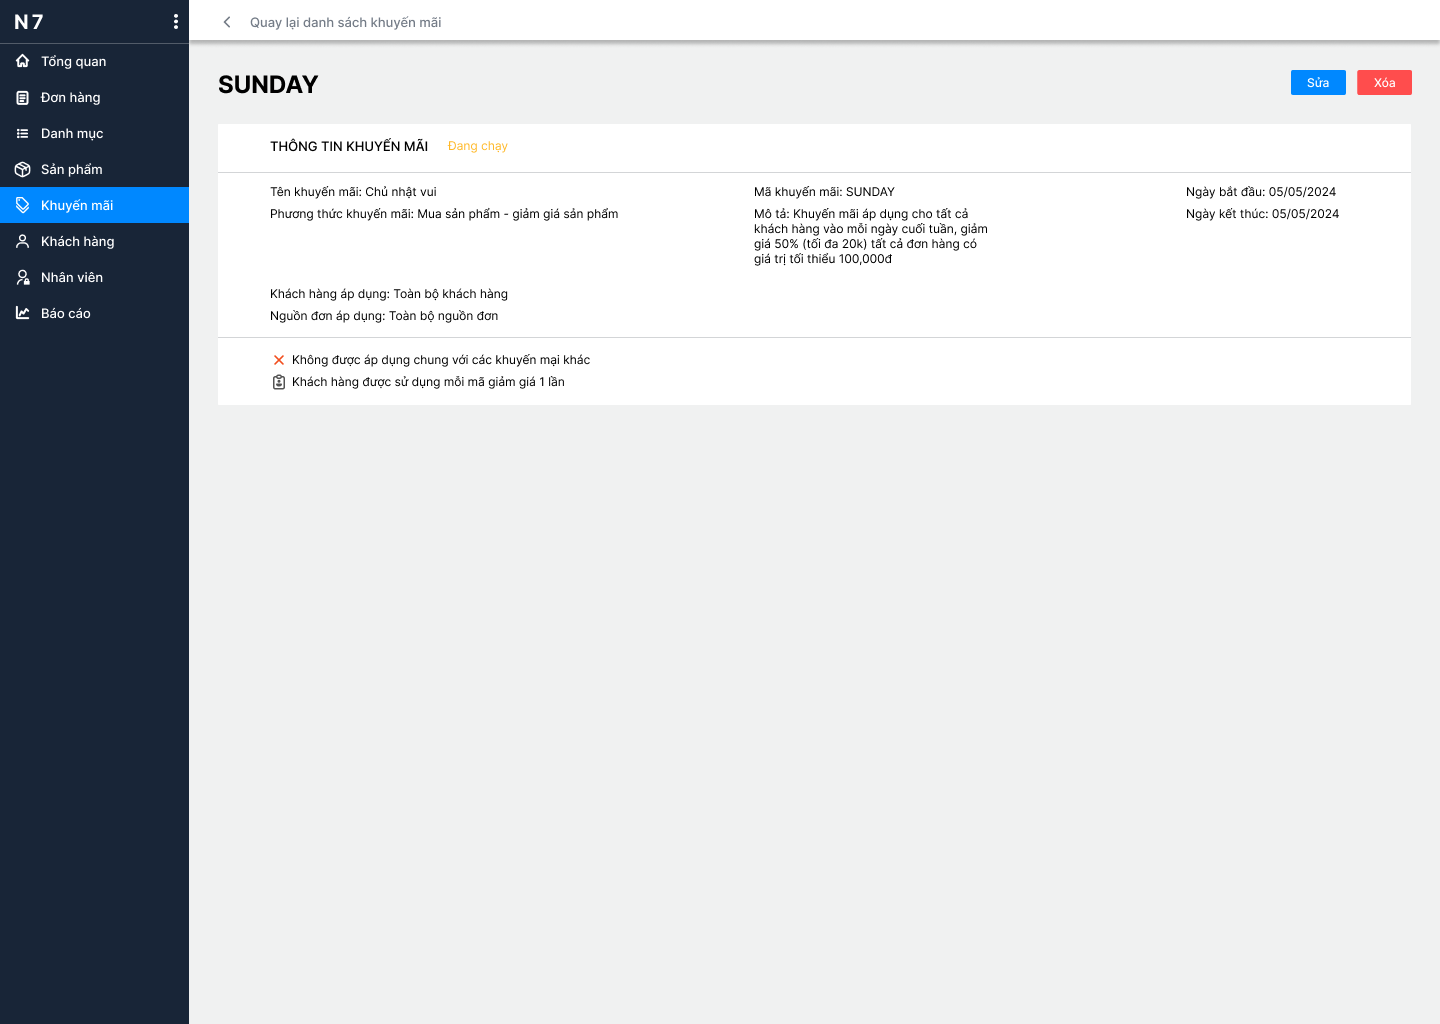 N7
Tổng quan
Đơn hàng
Danh mục
Sản phẩm
Khuyến mãi
Khách hàng
Nhân viên
Báo cáo
Quay lại danh sách khuyến mãi
SUNDAY
Sửa
Xóa
THÔNG TIN KHUYẾN MÃI
Đang chạy
Tên khuyến mãi: Chủ nhật vui
Phương thức khuyến mãi: Mua sản phẩm - giảm giá sản phẩm
Mã khuyến mãi: SUNDAY
Mô tả: Khuyến mãi áp dụng cho tất cả
khách hàng vào mỗi ngày cuối tuần, giảm
giá 50% (tối đa 20k) tất cả đơn hàng có
giá trị tối thiểu 100,000đ
Ngày bắt đầu: 05/05/2024
Ngày kết thúc: 05/05/2024
Khách hàng áp dụng: Toàn bộ khách hàng
Nguồn đơn áp dụng: Toàn bộ nguồn đơn
Không được áp dụng chung với các khuyến mại khác
Khách hàng được sử dụng mỗi mã giảm giá 1 lần